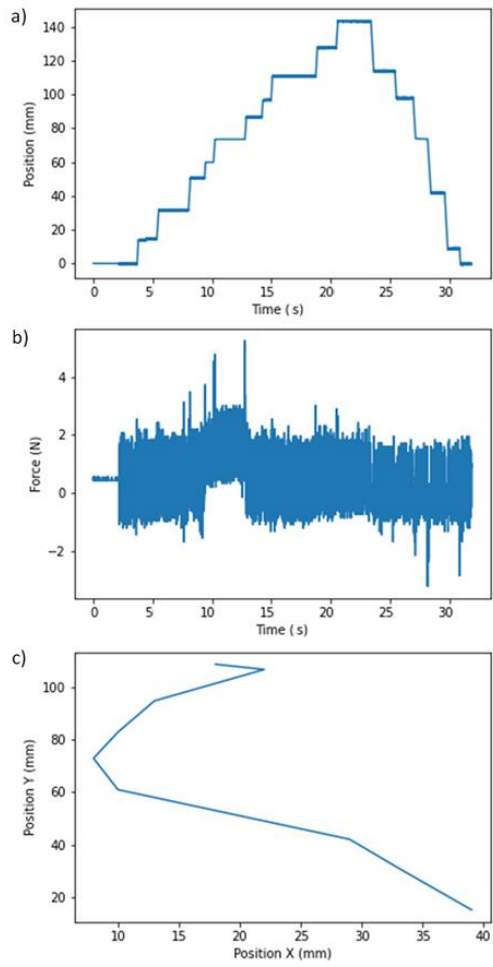 a)
140
120
100
80
60
40
20
0
Position (mm)
0 5 10 15 20 25 30
Time ( s)
b)
4
2
0
−2
Force (N)
0 5 10 15 20 25 30
Time ( s)
c)
100
80
60
40
20
Position Y (mm)
10 15 20 25 30 35 40
Position X (mm)